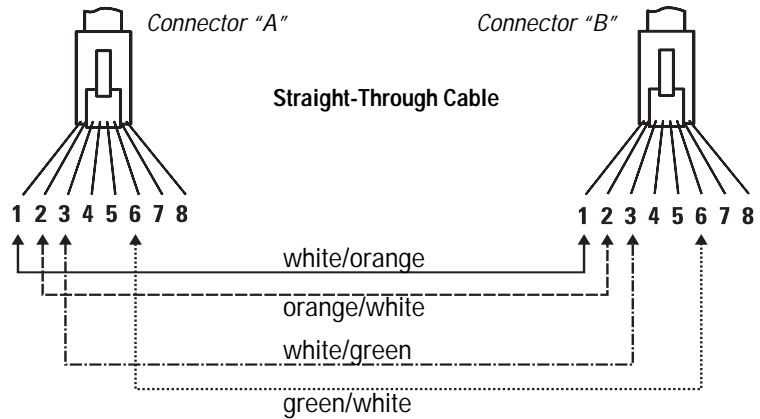 Connector "A" Connector "B"
Straight-Through Cable
1 2 3 4 5 6 7 8 1 2 3 4 5 6 7 8
white/orange
orange/white
white/green
green/white